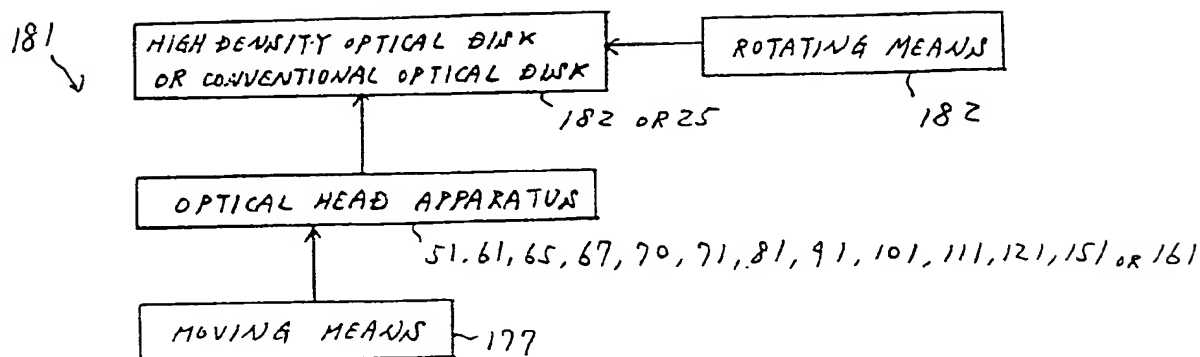 181
HIGH DENSITY OPTICAL DISK
OR CONVENTIONAL OPTICAL DISK
ROTATING MEANS
182 OR 25
182
OPTICAL HEAD APPARATUS
51, 61, 65, 67, 70, 71, 81, 91, 101, 111, 121, 151 OR 161
MOVING MEANS
177